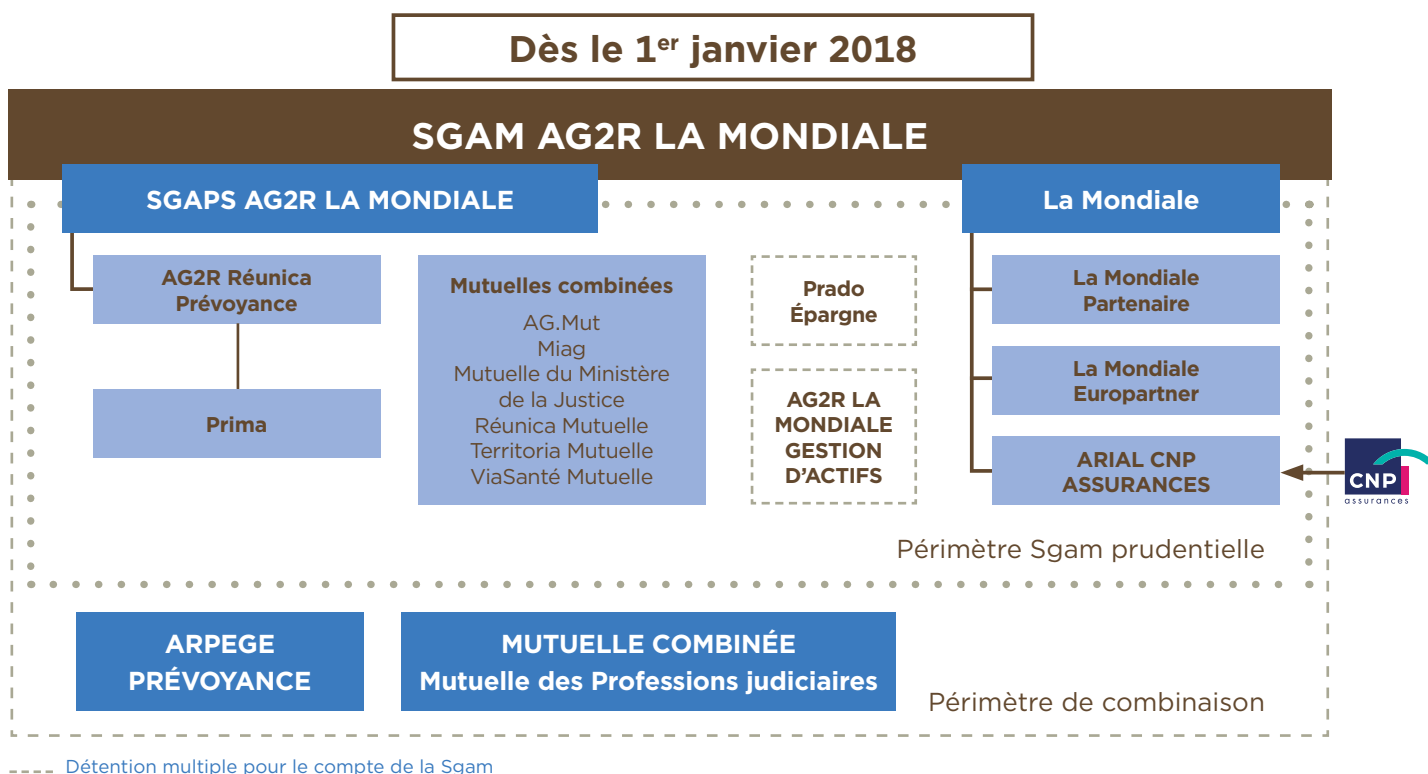 Dès le 1er janvier 2018
SGAM AG2R LA MONDIALE
SGAPS AG2R LA MONDIALE
La Mondiale
AG2R Réunica
Prévoyance
Prima
Mutuelles combinées
AG.Mut
Miag
Mutuelle du Ministère
de la Justice
Réunica Mutuelle
Territoria Mutuelle
ViaSanté Mutuelle
Prado
Épargne
AG2R LA
MONDIALE
GESTION
D’ACTIFS
La Mondiale
Partenaire
La Mondiale
Europartner
ARIAL CNP
ASSURANCES
CNP
assurances
Périmètre Sgam prudentielle
ARPEGE
PRÉVOYANCE
MUTUELLE COMBINÉE
Mutuelle des Professions judiciaires
Périmètre de combinaison
Détention multiple pour le compte de la Sgam